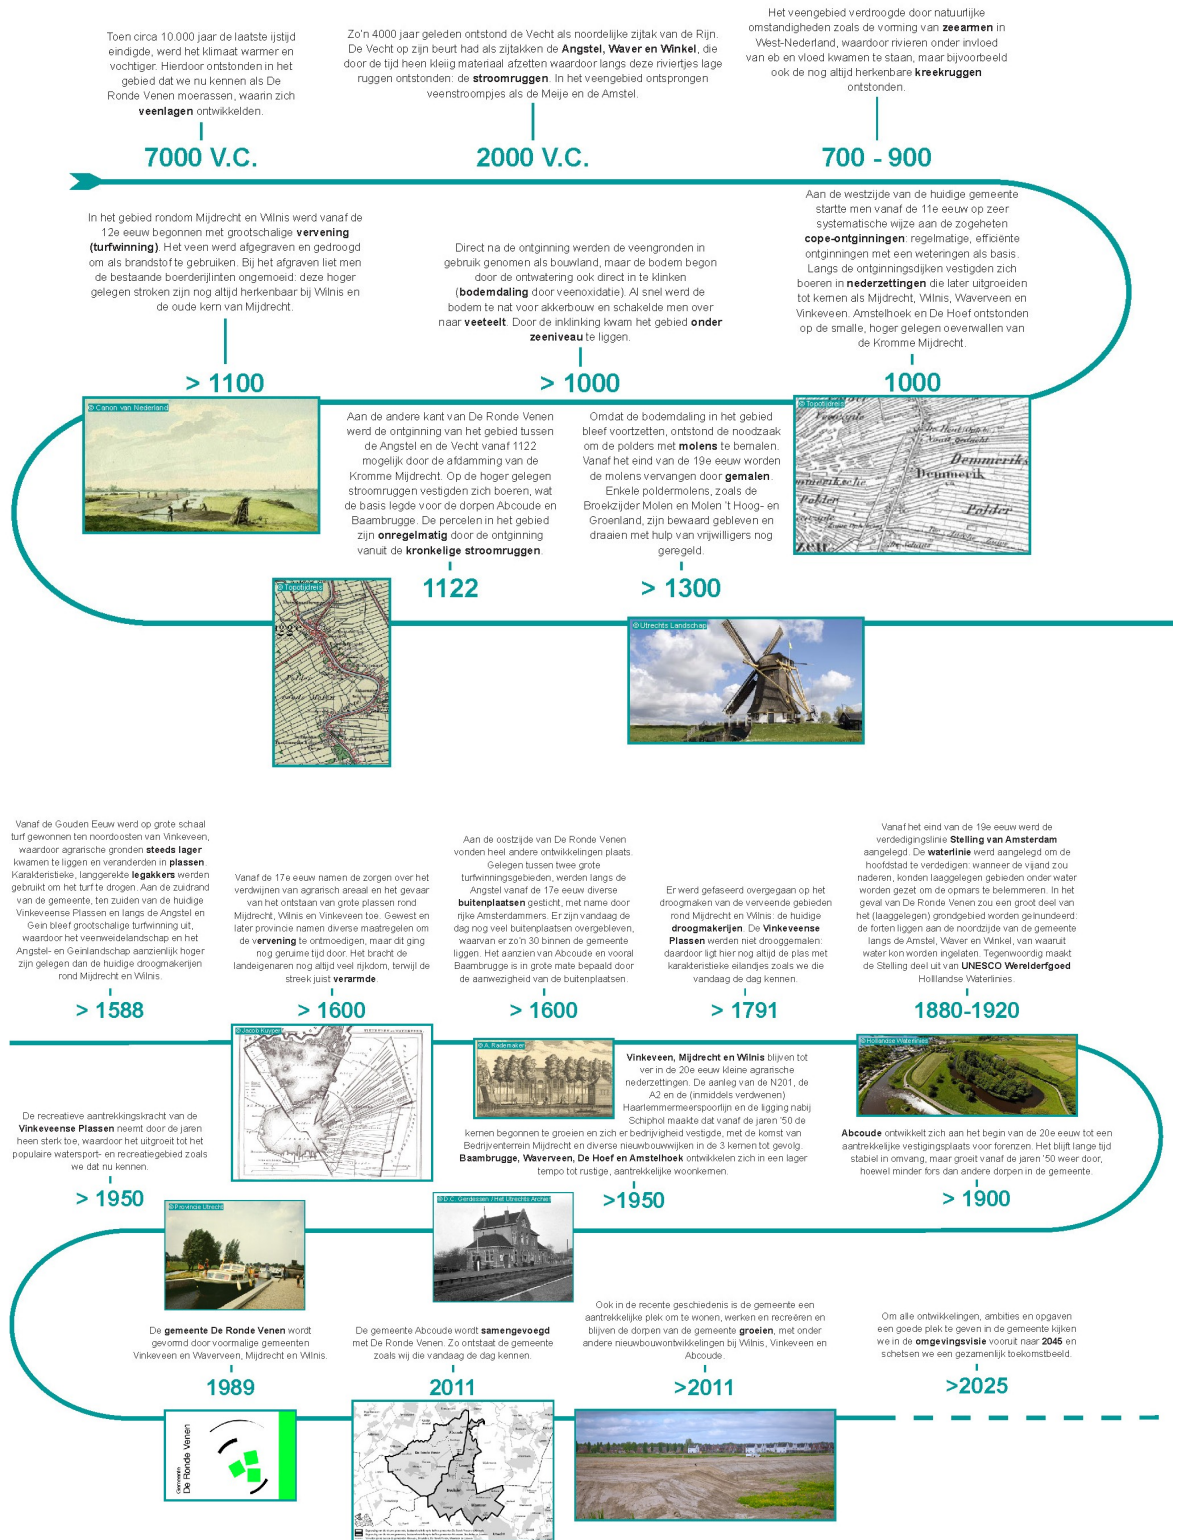 Toen circa 10.000 jaar de laatste ijstijd
eindigde, werd het klimaat warmer en
vochtiger. Hierdoor ontstonden in het
gebied dat we nu kennen als De
Ronde Venen moerassen, waarin zich
veenlagen ontwikkelden.
7000 V.C.
Zo'n 4000 jaar geleden ontstond de Vecht als noordelijke zijtak van de Rijn.
De Vecht op zijn beurt had als zijtakken de Angstel, Waver en Winkel, die
door de tijd heen kleiig materiaal afzetten waardoor langs deze riviertjes lage
ruggen ontstonden: de stroomruggen. In het veengebied ontsprongen
veenstroompjes als de Meije en de Amstel.
2000 V.C.
Het veengebied verdroogde door natuurlijke
omstandigheden zoals de vorming van zeearmen in
West-Nederland, waardoor rivieren onder invloed
van eb en vloed kwamen te staan, maar bijvoorbeeld
ook de nog altijd herkenbare kreekruggen
ontstonden.
700 - 900
Aan de westzijde van de huidige gemeente
startte men vanaf de 11e eeuw op zeer
systematische wijze aan de zogeheten
cope-ontginningen: regelmatige, efficiënte
ontginningen met een weteringen als basis.
Langs de ontginningsdijken vestigden zich
boeren in nederzettingen die later uitgroeiden
tot kernen als Mijdrecht, Wilnis, Waverveen en
Vinkeveen. Amstelhoek en De Hoef ontstonden
op de smalle, hoger gelegen oeverwallen van
de Kromme Mijdrecht.
1000
Direct na de ontginning werden de veengronden in
gebruik genomen als bouwland, maar de bodem begon
door de ontwatering ook direct in te klinken
(bodemdaling door veenoxidatie). Al snel werd de
bodem te nat voor akkerbouw en schakelde men over
naar veeteelt. Door de inklinking kwam het gebied onder
zeeniveau te liggen.
> 1000
In het gebied rondom Mijdrecht en Wilnis werd vanaf de
12e eeuw begonnen met grootschalige vervening
(turfwinning). Het veen werd afgegraven en gedroogd
om als brandstof te gebruiken. Bij het afgraven liet men
de bestaande boerderijlinten ongemoeid: deze hoger
gelegen stroken zijn nog altijd herkenbaar bij Wilnis en
de oude kern van Mijdrecht.
> 1100
© Canon van Nederland
© Topotijdreis
Demmeriks
Demmerik
Polder
Polder
Aan de andere kant van De Ronde Venen
werd de ontginning van het gebied tussen
de Angstel en de Vecht vanaf 1122
mogelijk door de afdamming van de
Kromme Mijdrecht. Op de hoger gelegen
stroomruggen vestigden zich boeren, wat
de basis legde voor de dorpen Abcoude en
Baambrugge. De percelen in het gebied
zijn onregelmatig door de ontginning
vanuit de kronkelige stroomruggen.
1122
Omdat de bodemdaling in het gebied
bleef voortzetten, ontstond de noodzaak
om de polders met molens te bemalen.
Vanaf het eind van de 19e eeuw worden
de molens vervangen door gemalen.
Enkele poldermolens, zoals de
Broekzijder Molen en Molen 't Hoog- en
Groenland, zijn bewaard gebleven en
draaien met hulp van vrijwilligers nog
geregeld.
> 1300
© Topotijdreis
© Utrechts Landschap
Vanaf de Gouden Eeuw werd op grote schaal
turf gewonnen ten noordoosten van Vinkeveen,
waardoor agrarische gronden steeds lager
kwamen te liggen en veranderden in plassen.
Karakteristieke, langgerekte legakkers werden
gebruikt om het turf te drogen. Aan de zuidrand
van de gemeente, ten zuiden van de huidige
Vinkeveense Plassen en langs de Angstel en
Gein bleef grootschalige turfwinning uit,
waardoor het veenweidelandschap en het
Angstel- en Geinlandschap aanzienlijk hoger
zijn gelegen dan de huidige droogmakerijen
rond Mijdrecht en Wilnis.
> 1588
Vanaf de 17e eeuw namen de zorgen over het
verdwijnen van agrarisch areaal en het gevaar
van het ontstaan van grote plassen rond
Mijdrecht, Wilnis en Vinkeveen toe. Gewest en
later provincie namen diverse maatregelen om
de vervening te ontmoedigen, maar dit ging
nog geruime tijd door. Het bracht de
landeigenaren nog altijd veel rijkdom, terwijl de
streek juist verarmde.
> 1600
Aan de oostzijde van De Ronde Venen
vonden heel andere ontwikkelingen plaats.
Gelegen tussen twee grote
turfwinningsgebieden, werden langs de
Angstel vanaf de 17e eeuw diverse
buitenplaatsen gesticht, met name door
rijke Amsterdammers. Er zijn vandaag de
dag nog veel buitenplaatsen overgebleven,
waarvan er zo'n 30 binnen de gemeente
liggen. Het aanzien van Abcoude en vooral
Baambrugge is in grote mate bepaald door
de aanwezigheid van de buitenplaatsen.
> 1600
Er werd gefaseerd overgegaan op het
droogmaken van de verveende gebieden
rond Mijdrecht en Wilnis: de huidige
droogmakerijen. De Vinkeveense
Plassen werden niet drooggemalen:
daardoor ligt hier nog altijd de plas met
karakteristieke eilandjes zoals we die
vandaag de dag kennen.
> 1791
Vanaf het eind van de 19e eeuw werd de
verdedigingslinie Stelling van Amsterdam
aangelegd. De waterlinie werd aangelegd om de
hoofdstad te verdedigen: wanneer de vijand zou
naderen, konden laaggelegen gebieden onder water
worden gezet om de opmars te belemmeren. In het
geval van De Ronde Venen zou een groot deel van
het (laaggelegen) grondgebied worden geïnundeerd:
de forten liggen aan de noordzijde van de gemeente
langs de Amstel, Waver en Winkel, van waaruit
water kon worden ingelaten. Tegenwoordig maakt
de Stelling deel uit van UNESCO Werelderfgoed
Holllandse Waterlinies.
1880-1920
© Jacob Kuyper
© A. Rademaker
© Hollandse Waterlinies
De recreatieve aantrekkingskracht van de
Vinkeveense Plassen neemt door de jaren
heen sterk toe, waardoor het uitgroeit tot het
populaire watersport- en recreatiegebied zoals
we dat nu kennen.
> 1950
Vinkeveen, Mijdrecht en Wilnis blijven tot
ver in de 20e eeuw kleine agrarische
nederzettingen. De aanleg van de N201, de
A2 en de (inmiddels verdwenen)
Haarlemmermeerspoorlijn en de ligging nabij
Schiphol maakte dat vanaf de jaren '50 de
kernen begonnen te groeien en zich er bedrijvigheid vestigde, met de komst van
Bedrijventerrein Mijdrecht en diverse nieuwbouwwijken in de 3 kernen tot gevolg.
Baambrugge, Waverveen, De Hoef en Amstelhoek ontwikkelen zich in een lager
tempo tot rustige, aantrekkelijke woonkernen.
>1950
Abcoude ontwikkelt zich aan het begin van de 20e eeuw tot een
aantrekkelijke vestigingsplaats voor forenzen. Het blijft lange tijd
stabiel in omvang, maar groeit vanaf de jaren '50 weer door,
hoewel minder fors dan andere dorpen in de gemeente.
> 1900
© Provincie Utrecht
© D.C. Gerdessen / Het Utrechts Archief
De gemeente De Ronde Venen wordt
gevormd door voormalige gemeenten
Vinkeveen en Waverveen, Mijdrecht en Wilnis.
1989
De gemeente Abcoude wordt samengevoegd
met De Ronde Venen. Zo ontstaat de gemeente
zoals wij die vandaag de dag kennen.
2011
Ook in de recente geschiedenis is de gemeente een
aantrekkelijke plek om te wonen, werken en recreëren en
blijven de dorpen van de gemeente groeien, met onder
andere nieuwbouwontwikkelingen bij Wilnis, Vinkeveen en
Abcoude.
>2011
Om alle ontwikkelingen, ambities en opgaven
een goede plek te geven in de gemeente kijken
we in de omgevingsvisie vooruit naar 2045 en
schetsen we een gezamenlijk toekomstbeeld.
>2025
Gemeente
De Ronde Venen